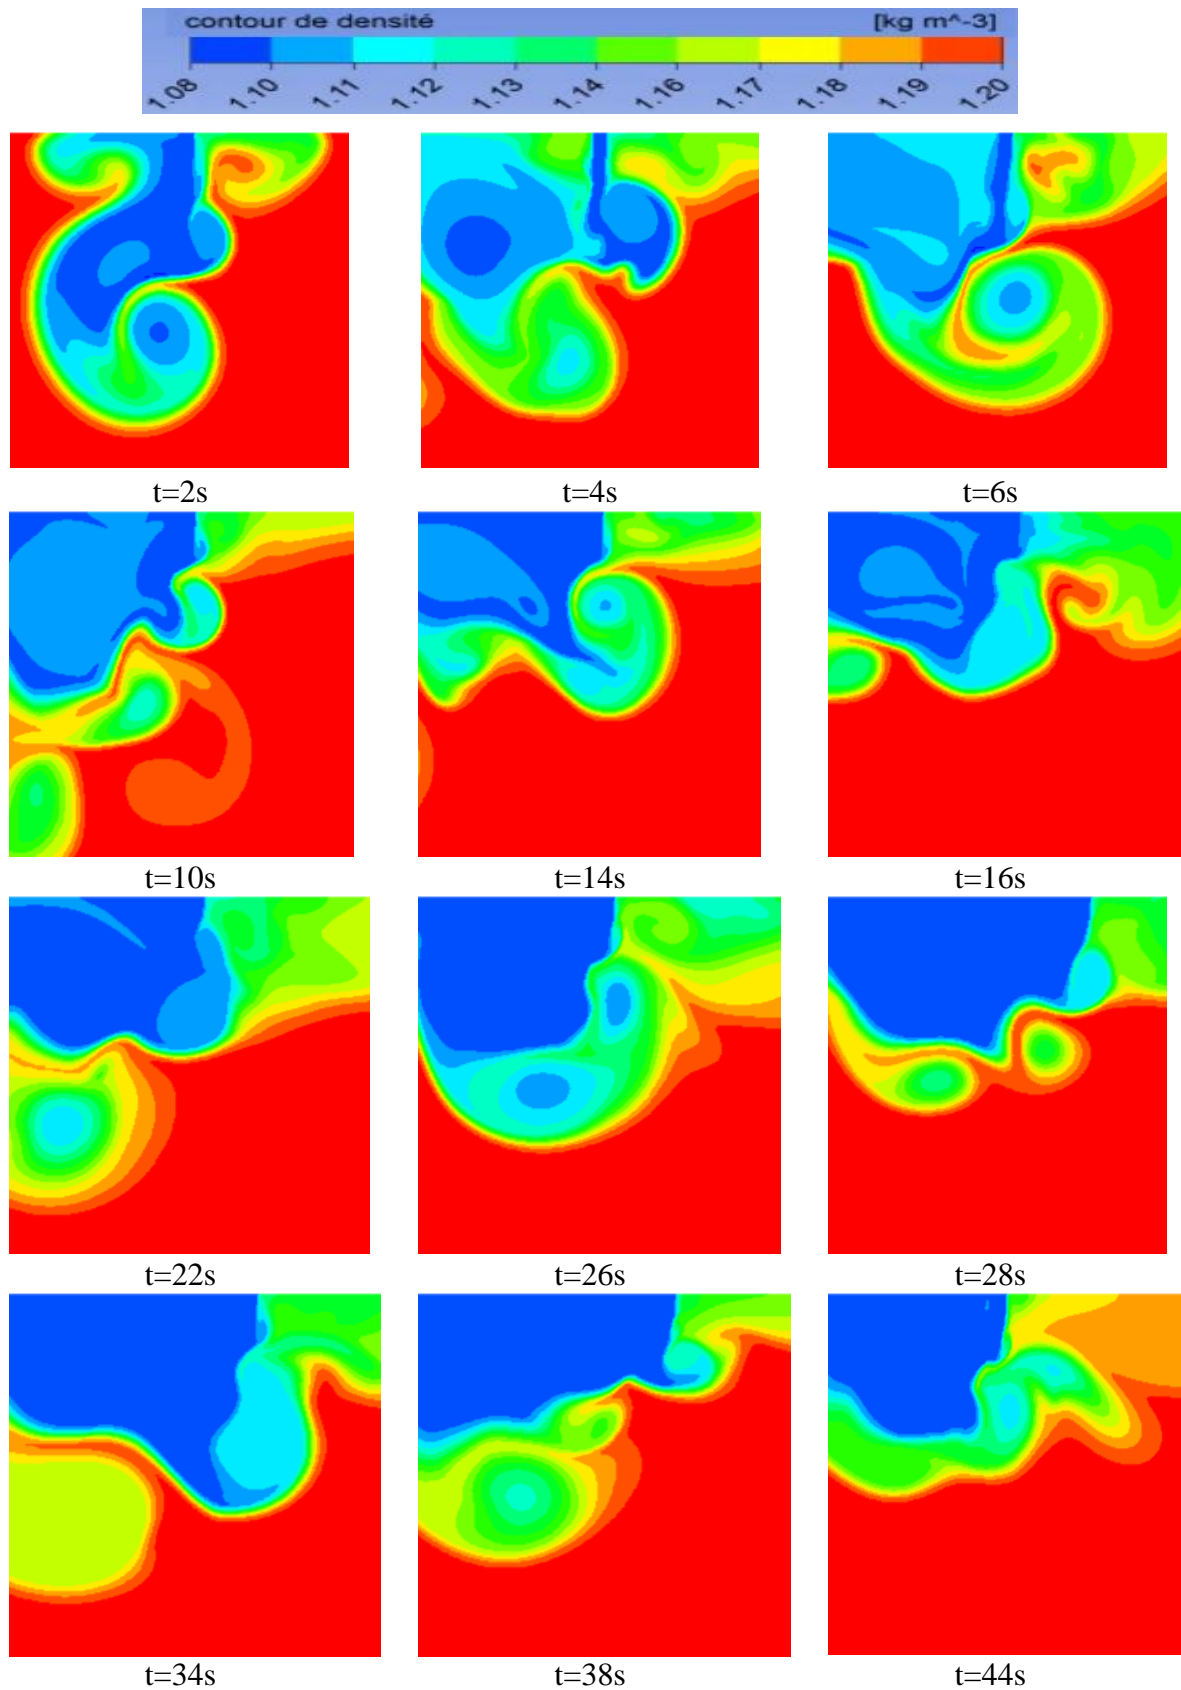 contour de densité [kg m^-3]
1.08 1.10 1.11 1.12 1.13 1.14 1.16 1.17 1.18 1.19 1.20
t=2s t=4s t=6s
t=10s t=14s t=16s
t=22s t=26s t=28s
t=34s t=38s t=44s